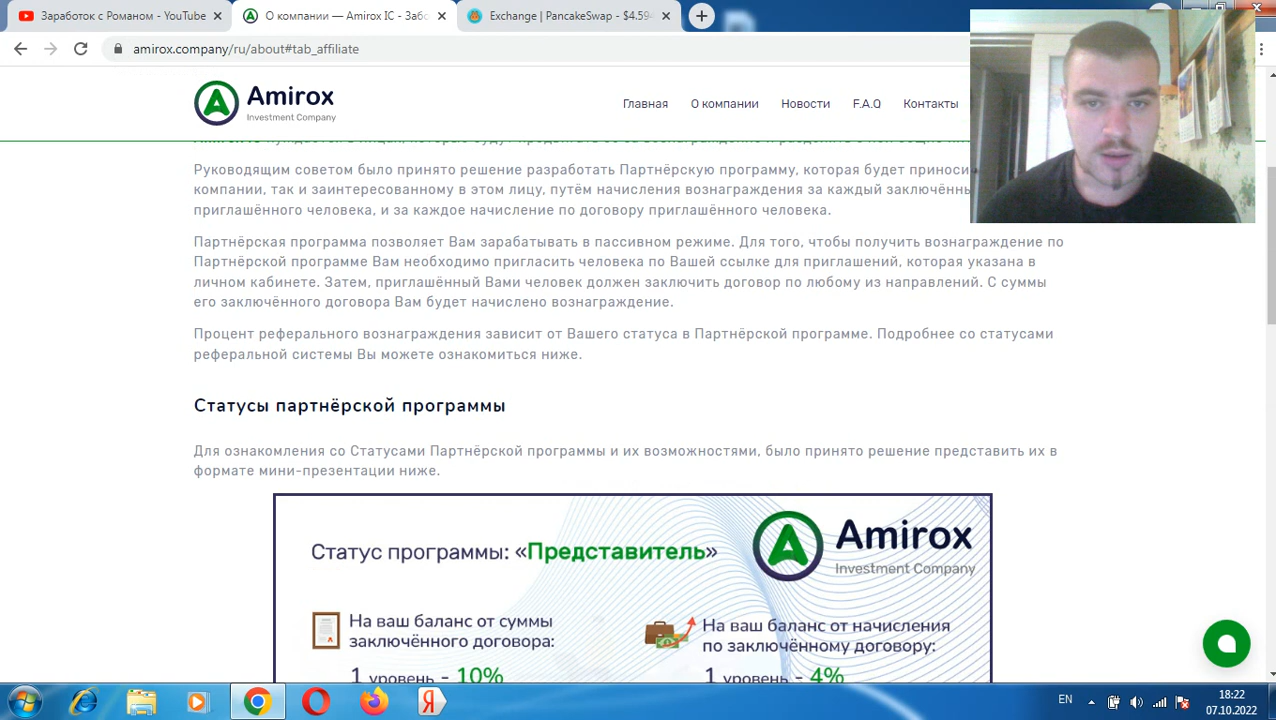 Заработок с Романом - YouTube
О компании — Amirox IC - Забо
Exchange | PancakeSwap - $4.59
amirox.company/ru/about#tab_affiliate
Amirox
Investment Company
Главная
О компании
Новости
F.A.Q
Контакты
Руководящим советом было принято решение разработать Партнёрскую программу, которая будет приноси
компании, так и заинтересованному в этом лицу, путём начисления вознаграждения за каждый заключённы
приглашённого человека, и за каждое начисление по договору приглашённого человека.
Партнёрская программа позволяет Вам зарабатывать в пассивном режиме. Для того, чтобы получить вознаграждение по
Партнёрской программе Вам необходимо пригласить человека по Вашей ссылке для приглашений, которая указана в
личном кабинете. Затем, приглашённый Вами человек должен заключить договор по любому из направлений. С суммы
его заключённого договора Вам будет начислено вознаграждение.
Процент реферального вознаграждения зависит от Вашего статуса в Партнёрской программе. Подробнее со статусами
реферальной системы Вы можете ознакомиться ниже.
Статусы партнёрской программы
Для ознакомления со Статусами Партнёрской программы и их возможностями, было принято решение представить их в
формате мини-презентации ниже.
Статус программы: «Представитель»
Amirox
Investment Company
На ваш баланс от суммы
заключённого договора:
1 уровень - 10%
На ваш баланс от начисления
по заключённому договору:
1 уровень - 4%
EN
18:22
07.10.2022